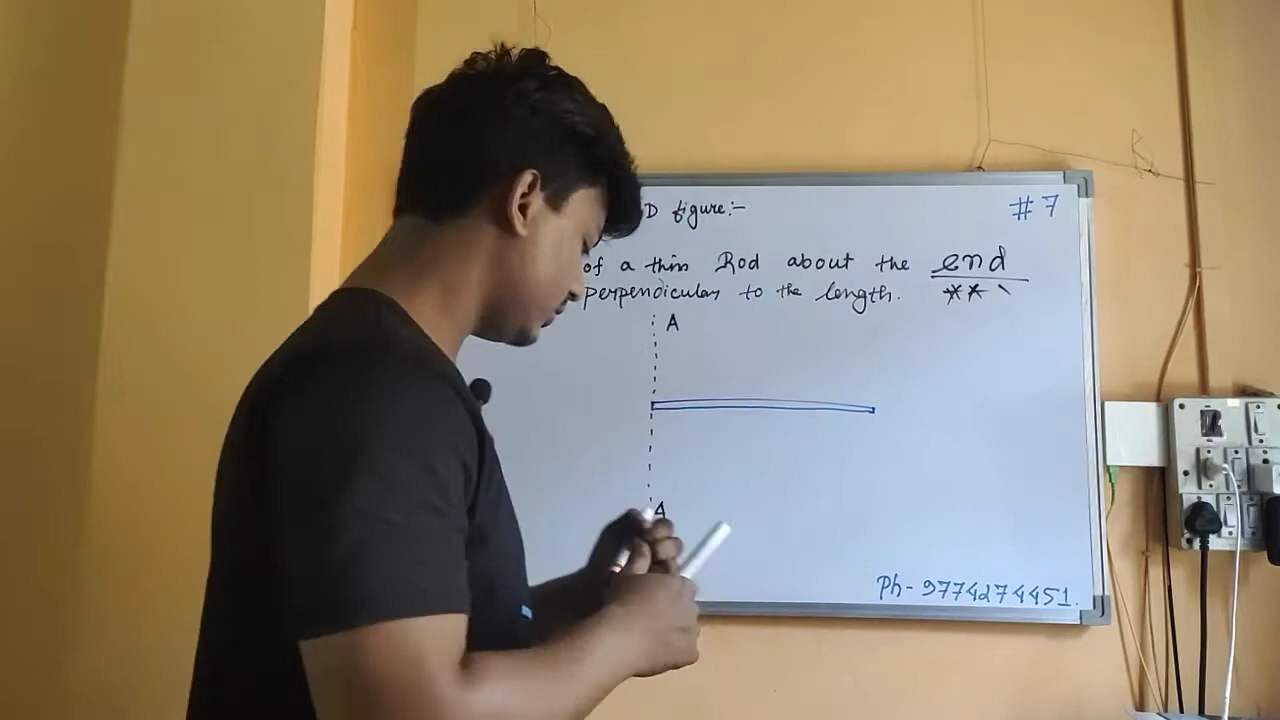 D figure:-
#7
of a thin Rod about the end
perpendicular to the length. **
A
A
Ph- 9774274451.